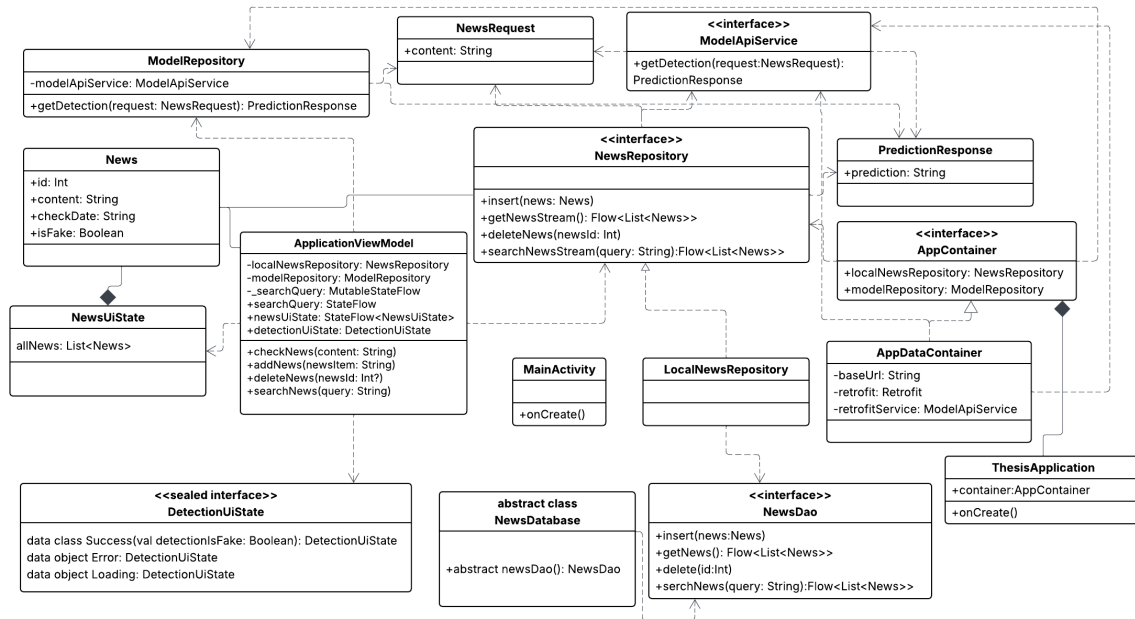 NewsRequest
+content: String
<<interface>>
ModelApiService
+getDetection(request:NewsRequest):
PredictionResponse
ModelRepository
-modelApiService: ModelApiService
+getDetection(request: NewsRequest): PredictionResponse
<<interface>>
NewsRepository
+insert(news: News)
+getNewsStream(): Flow<List<News>>
+deleteNews(newsId: Int)
+searchNewsStream(query: String):Flow<List<News>>
PredictionResponse
+prediction: String
News
+id: Int
+content: String
+checkDate: String
+isFake: Boolean
<<interface>>
AppContainer
+localNewsRepository: NewsRepository
+modelRepository: ModelRepository
ApplicationViewModel
-localNewsRepository: NewsRepository
-modelRepository: ModelRepository
-_searchQuery: MutableStateFlow
+searchQuery: StateFlow
+newsUiState: StateFlow<NewsUiState>
+detectionUiState: DetectionUiState
+checkNews(content: String)
+addNews(newsItem: String)
+deleteNews(newsId: Int?)
+searchNews(query: String)
NewsUiState
allNews: List<News>
MainActivity
+onCreate()
LocalNewsRepository
AppDataContainer
-baseUrl: String
-retrofit: Retrofit
-retrofitService: ModelApiService
ThesisApplication
+container:AppContainer
+onCreate()
<<sealed interface>>
DetectionUiState
data class Success(val detectionIsFake: Boolean): DetectionUiState
data object Error: DetectionUiState
data object Loading: DetectionUiState
abstract class
NewsDatabase
+abstract newsDao(): NewsDao
<<interface>>
NewsDao
+insert(news:News)
+getNews(): Flow<List<News>>
+delete(id:Int)
+serchNews(query: String):Flow<List<News>>